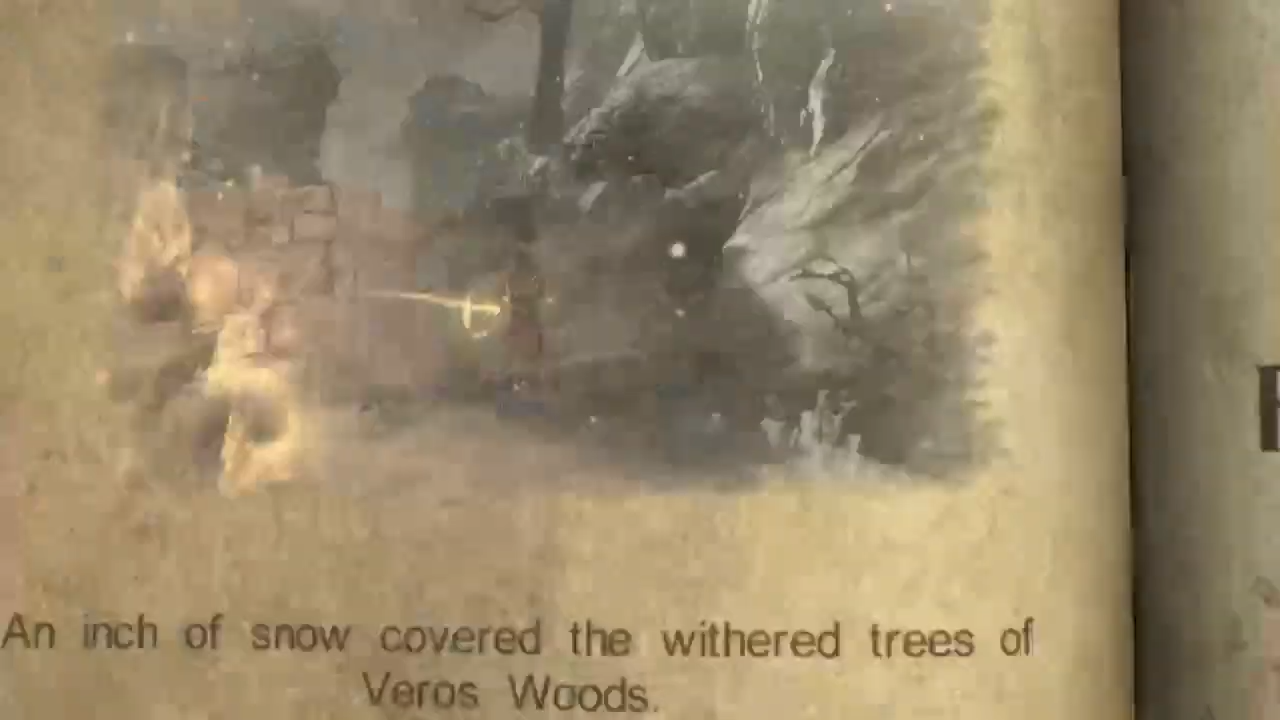 An inch of snow covered the withered trees of
Veros Woods.